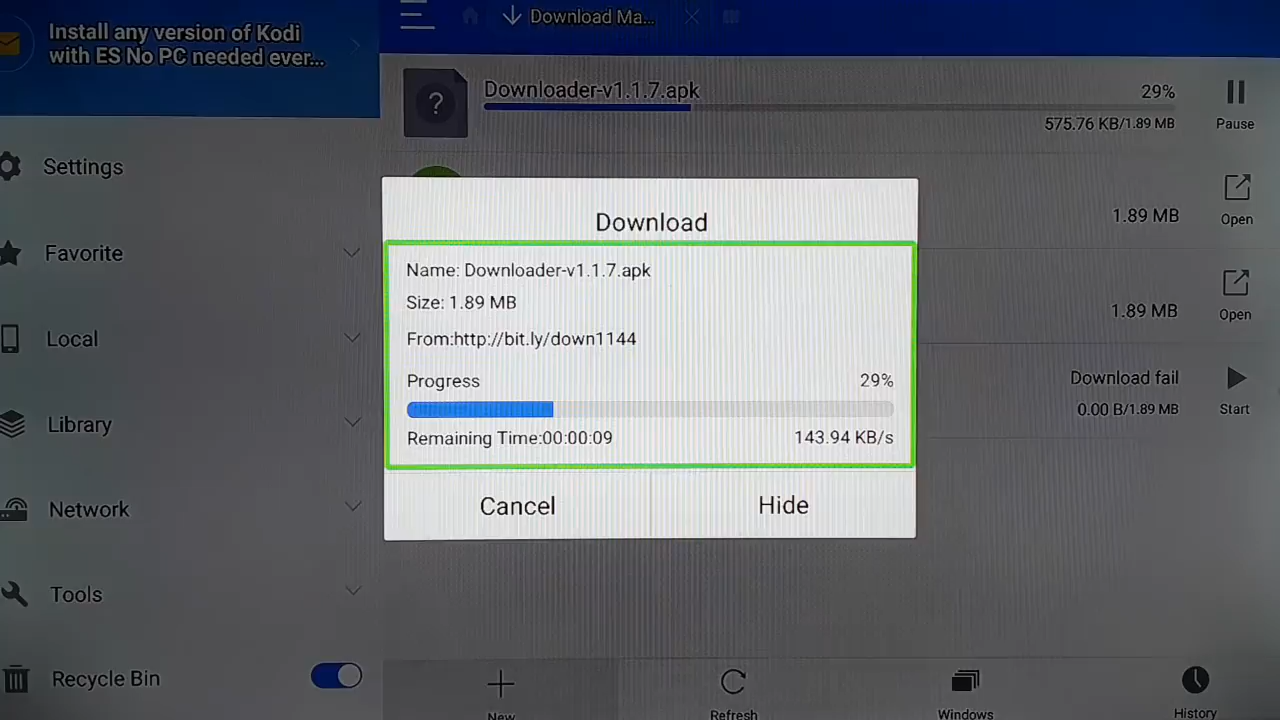 Install any version of Kodi
with ES No PC needed ever...
Settings
Favorite
Local
Library
Network
Tools
Recycle Bin
Download Ma...
Downloader-v1.1.7.apk
29%
575.76 KB/1.89 MB
Pause
1.89 MB
Open
1.89 MB
Open
Download fail
0.00 B/1.89 MB
Start
Download
Name: Downloader-v1.1.7.apk
Size: 1.89 MB
From:http://bit.ly/down1144
Progress
29%
Remaining Time:00:00:09
143.94 KB/s
Cancel
Hide
New
Refresh
Windows
History